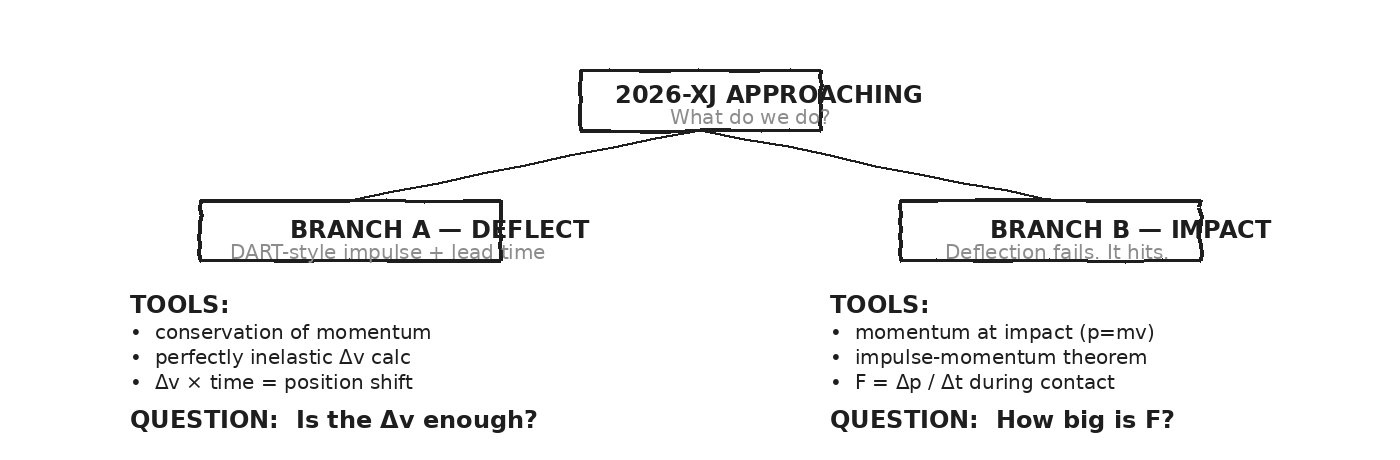 2026-XJ APPROACHING
What do we do?
BRANCH A — DEFLECT
DART-style impulse + lead time
TOOLS:
• conservation of momentum
• perfectly inelastic Δv calc
• Δv × time = position shift
QUESTION:  Is the Δv enough?
BRANCH B — IMPACT
Deflection fails. It hits.
TOOLS:
• momentum at impact (p=mv)
• impulse-momentum theorem
• F = Δp / Δt during contact
QUESTION:  How big is F?